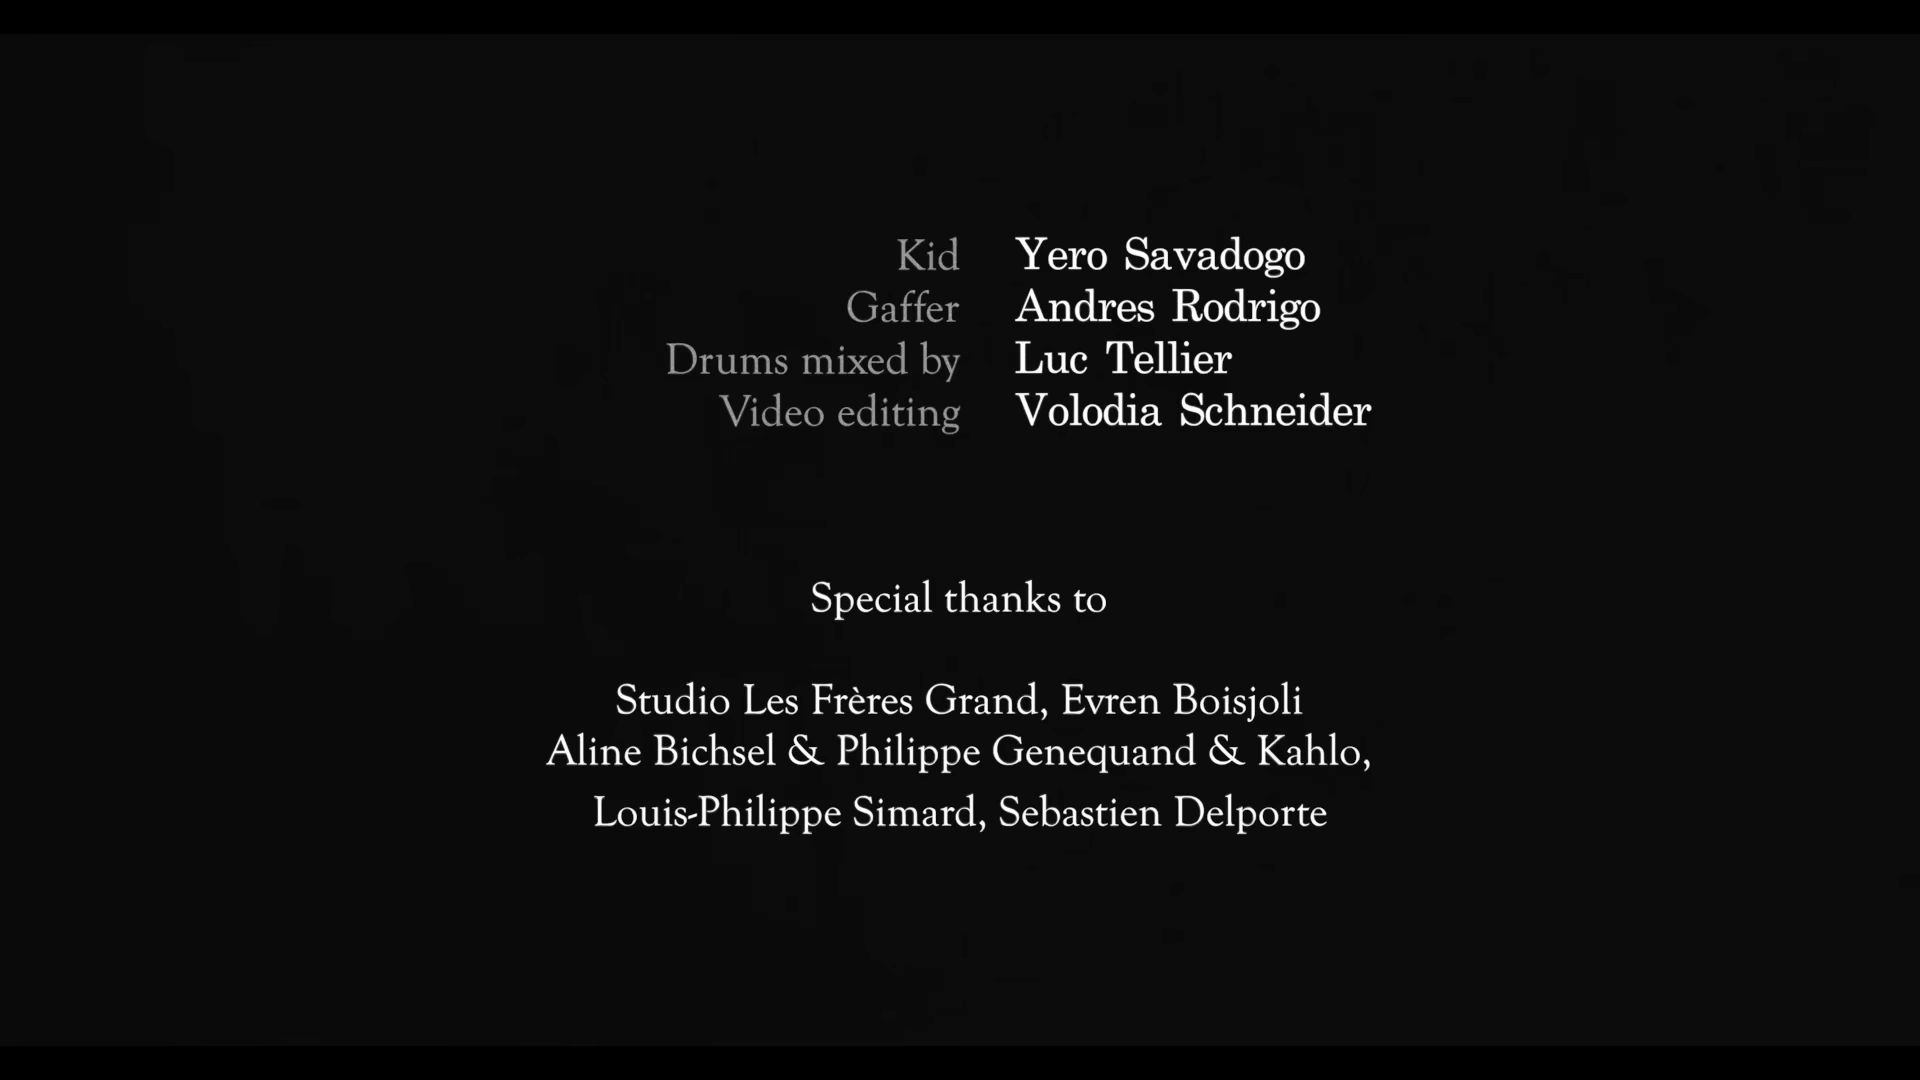 Kid Yero Savadogo
Gaffer Andres Rodrigo
Drums mixed by Luc Tellier
Video editing Volodia Schneider
Special thanks to
Studio Les Frères Grand, Evren Boisjoli
Aline Bichsel & Philippe Genequand & Kahlo,
Louis-Philippe Simard, Sebastien Delporte